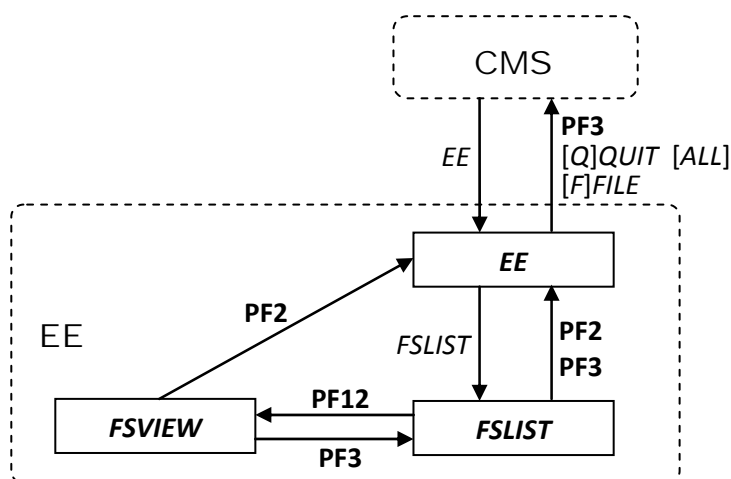 CMS
EE
PF3
[Q]QUIT [ALL]
[F]FILE
EE
PF2
EE
FSLIST
PF2
PF3
FSVIEW
PF12
PF3
FSLIST